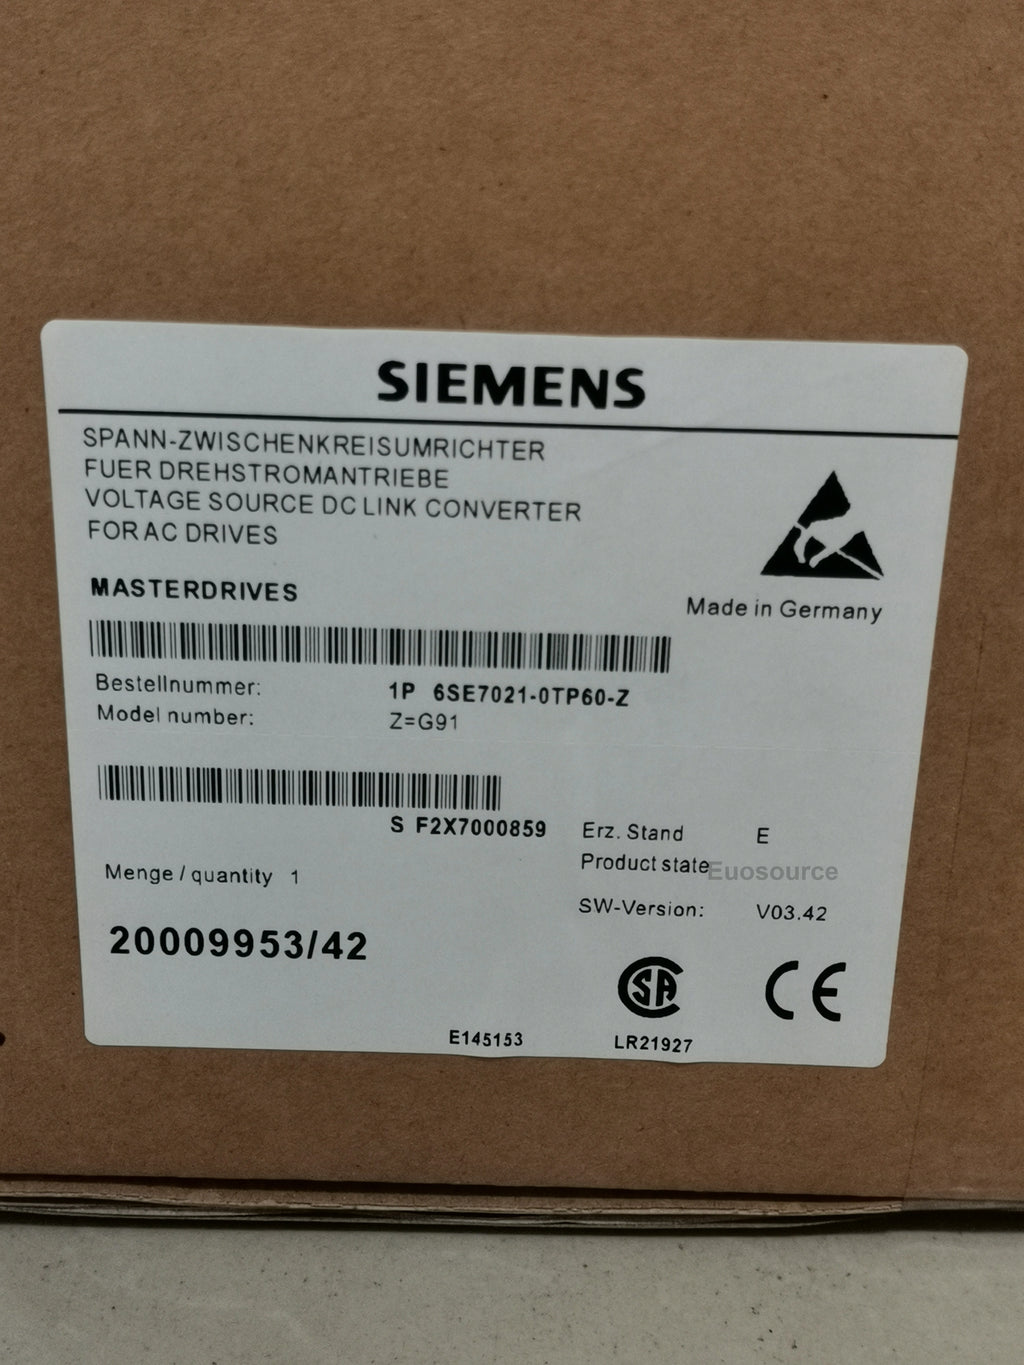 SIEMENS
SPANN-ZWISCHENKREISUMRICHTER
FUER DREHSTROMANTRIEBE
VOLTAGE SOURCE DC LINK CONVERTER
FOR AC DRIVES
MASTERDRIVES
Made in Germany
Bestellnummer: 1P 6SE7021-0TP60-Z
Model number: Z=G91
S F2X7000859
Erz. Stand E
Product state
Euosource
Menge / quantity 1
SW-Version: V03.42
20009953/42
SA
CE
E145153
LR21927